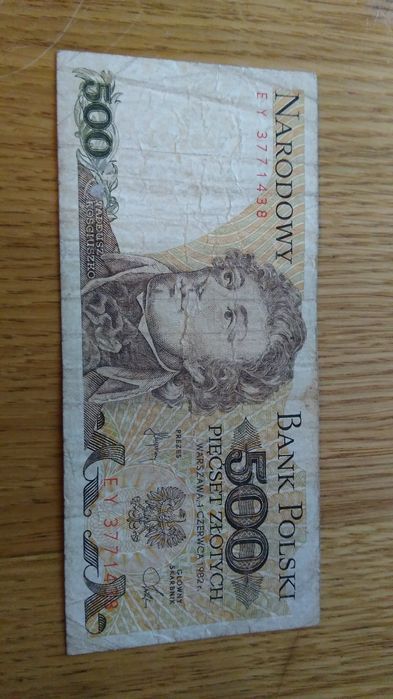 NARODOWY BANK POLSKI
EY 3771438
500
PIĘĆSET ZŁOTYCH
WARSZAWA 1 CZERWCA 1982 r.
PREZES
GŁÓWNY
SKARBNIK
500
TADEUSZ
KOŚCIUSZKO
EY 3771438